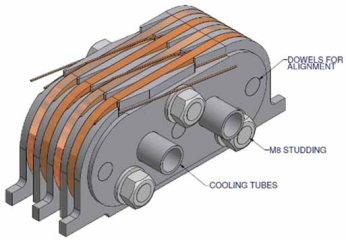 DOWELS FOR
ALIGNMENT
M8 STUDDING
COOLING TUBES